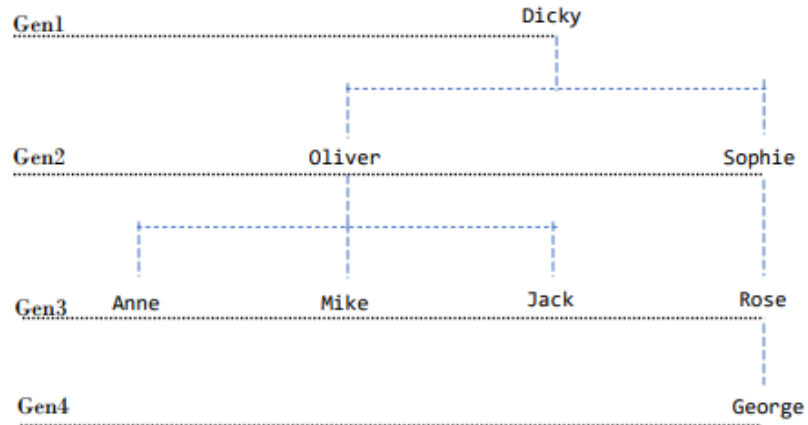 Gen1 Dicky
Gen2 Oliver Sophie
Gen3 Anne Mike Jack Rose
Gen4 George